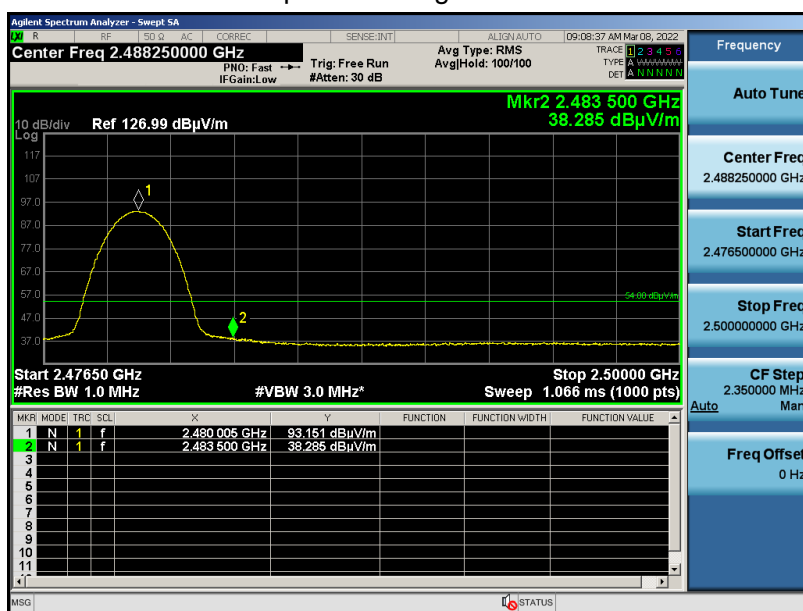 Agilent Spectrum Analyzer - Swept SA
LXI R RF 50 Ω AC CORREC SENSE:INT ALIGNAUTO 09:08:37 AM Mar 08, 2022
Center Freq 2.488250000 GHz
PNO: Fast
IFGain:Low
Trig: Free Run
#Atten: 30 dB
Avg Type: RMS
Avg|Hold: 100/100
TRACE 1 2 3 4 5 6
TYPE A WWWWW
DET A N N N N N
Frequency
Mkr2 2.483 500 GHz
38.285 dBµV/m
10 dB/div Ref 126.99 dBµV/m
Log
117
107
97.0
87.0
77.0
67.0
57.0
47.0
37.0
1
2
54.00 dBµV/m
Start 2.47650 GHz Stop 2.50000 GHz
#Res BW 1.0 MHz #VBW 3.0 MHz* Sweep 1.066 ms (1000 pts)
MKR MODE TRC SCL X Y FUNCTION FUNCTION WIDTH FUNCTION VALUE
1 N 1 f 2.480 005 GHz 93.151 dBµV/m
2 N 1 f 2.483 500 GHz 38.285 dBµV/m
3
4
5
6
7
8
9
10
11
Auto Tune
Center Freq
2.488250000 GHz
Start Freq
2.476500000 GHz
Stop Freq
2.500000000 GHz
CF Step
2.350000 MHz
Auto Man
Freq Offset
0 Hz
MSG STATUS